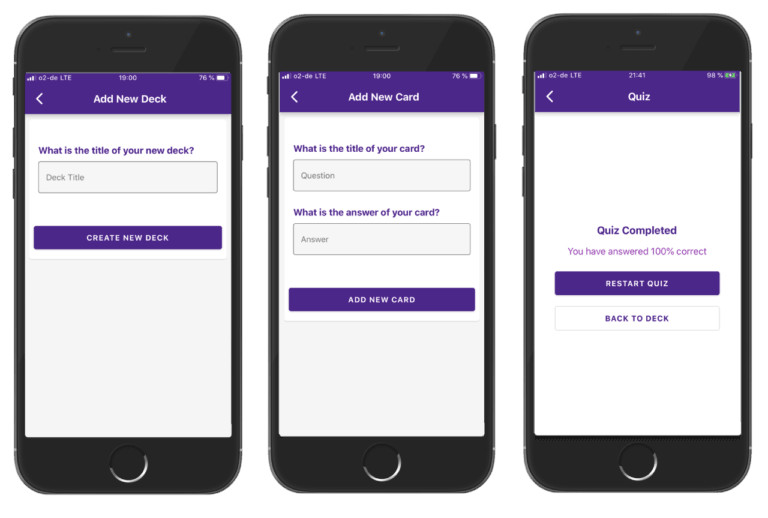 o2-de LTE 19:00 76 %
Add New Deck
What is the title of your new deck?
Deck Title
CREATE NEW DECK
o2-de LTE 19:00 76 %
Add New Card
What is the title of your card?
Question
What is the answer of your card?
Answer
ADD NEW CARD
o2-de LTE 21:41 98 %
Quiz
Quiz Completed
You have answered 100% correct
RESTART QUIZ
BACK TO DECK